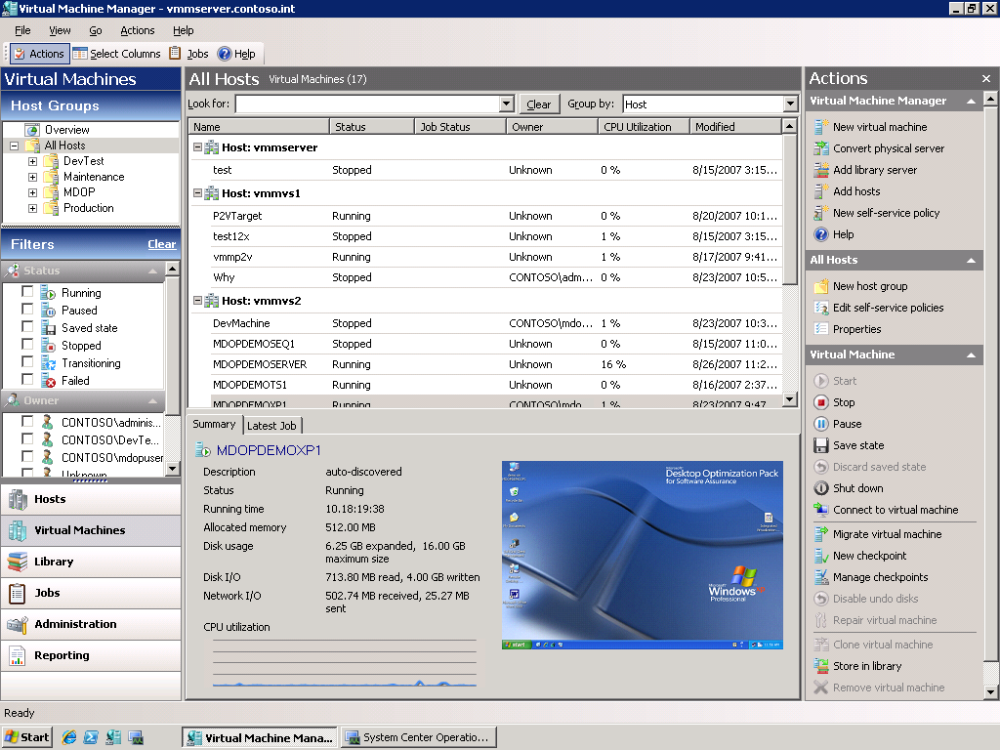 Virtual Machine Manager - vmmserver.contoso.int
File View Go Actions Help
Actions Select Columns Jobs Help
Virtual Machines
Host Groups
Overview
All Hosts
DevTest
Maintenance
MDOP
Production
Filters Clear
Status
Running
Paused
Saved state
Stopped
Transitioning
Failed
Owner
CONTOSO\adminis...
CONTOSO\DevTe...
CONTOSO\mdopuser
Unknown
Hosts
Virtual Machines
Library
Jobs
Administration
Reporting
All Hosts Virtual Machines (17)
Look for: Clear Group by: Host
Name Status Job Status Owner CPU Utilization Modified
Host: vmmserver
test Stopped Unknown 0 % 8/15/2007 3:15...
Host: vmmvs1
P2VTarget Running Unknown 0 % 8/20/2007 10:1...
test12x Stopped Unknown 1 % 8/15/2007 3:15...
vmmp2v Running Unknown 1 % 8/17/2007 9:41...
Why Stopped CONTOSO\adm... 0 % 8/23/2007 10:5...
Host: vmmvs2
DevMachine Stopped CONTOSO\mdo... 1 % 8/23/2007 10:3...
MDOPDEMOSEQ1 Stopped Unknown 0 % 8/15/2007 11:0...
MDOPDEMOSERVER Running Unknown 16 % 8/26/2007 11:2...
MDOPDEMOTS1 Running Unknown 0 % 8/16/2007 2:37...
MDOPDEMOXP1 Running CONTOSO\mdo... 1 % 8/23/2007 9:47...
Summary Latest Job
MDOPDEMOXP1
Description auto-discovered
Status Running
Running time 10.18:19:38
Allocated memory 512.00 MB
Disk usage 6.25 GB expanded, 16.00 GB
maximum size
Disk I/O 713.80 MB read, 4.00 GB written
Network I/O 502.74 MB received, 25.27 MB
sent
CPU utilization
Microsoft
Desktop Optimization Pack
for Software Assurance
Microsoft
Windows xp
Professional
start
Actions
Virtual Machine Manager
New virtual machine
Convert physical server
Add library server
Add hosts
New self-service policy
Help
All Hosts
New host group
Edit self-service policies
Properties
Virtual Machine
Start
Stop
Pause
Save state
Discard saved state
Shut down
Connect to virtual machine
Migrate virtual machine
New checkpoint
Manage checkpoints
Disable undo disks
Repair virtual machine
Clone virtual machine
Store in library
Remove virtual machine
Ready
Start Virtual Machine Mana... System Center Operatio...